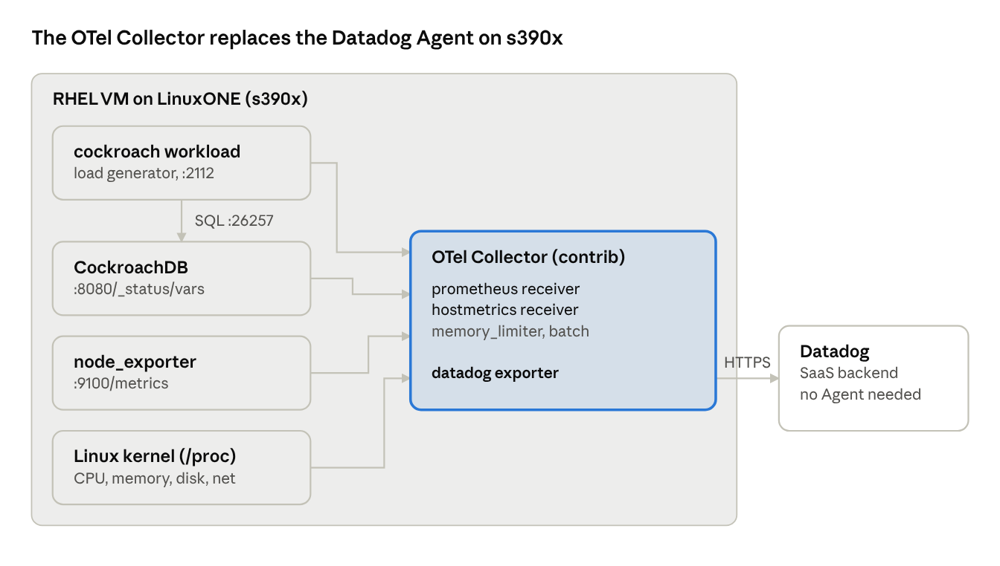 The OTel Collector replaces the Datadog Agent on s390x
RHEL VM on LinuxONE (s390x)
cockroach workload
load generator, :2112
SQL :26257
CockroachDB
:8080/_status/vars
node_exporter
:9100/metrics
Linux kernel (/proc)
CPU, memory, disk, net
OTel Collector (contrib)
prometheus receiver
hostmetrics receiver
memory_limiter, batch
datadog exporter
HTTPS
Datadog
SaaS backend
no Agent needed